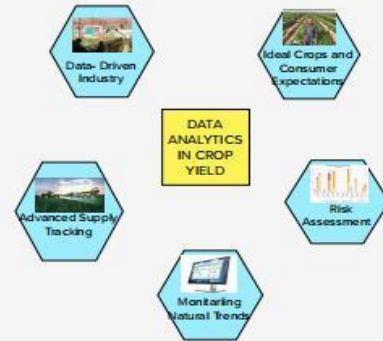 Data- Driven
Industry
Ideal Crops and
Consumer
Expectations
DATA
ANALYTICS
IN CROP
YIELD
Advanced Supply
Tracking
Risk
Assessment
Monitariing
Natural Trends